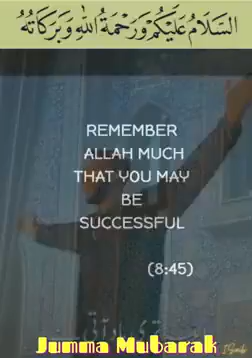 السَّلَامُ عَلَيْكُمْ وَرَحْمَةُ اللهِ وَبَرَكَاتُهُ
REMEMBER
ALLAH MUCH
THAT YOU MAY
BE
SUCCESSFUL
(8:45)
Jumma Mubarak